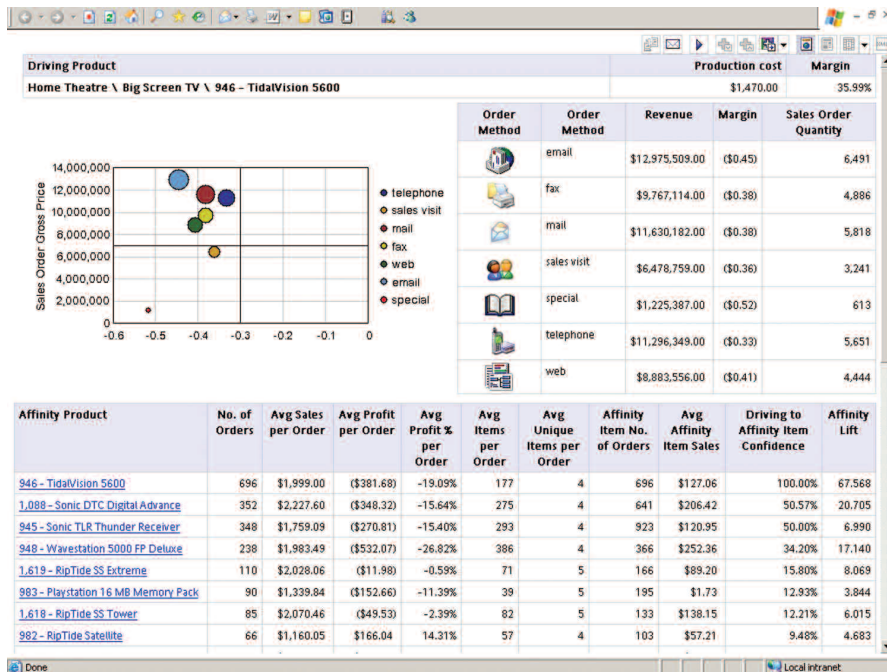 Driving Product Production cost Margin
Home Theatre \ Big Screen TV \ 946 - TidalVision 5600 $1,470.00 35.99%
Order Method Order Method Revenue Margin Sales Order Quantity
email $12,975,509.00 ($0.45) 6,491
fax $9,767,114.00 ($0.38) 4,886
mail $11,630,182.00 ($0.38) 5,818
sales visit $6,478,759.00 ($0.36) 3,241
special $1,225,387.00 ($0.52) 613
telephone $11,296,349.00 ($0.33) 5,651
web $8,883,556.00 ($0.41) 4,444
Sales Order Gross Price
14,000,000
12,000,000
10,000,000
8,000,000
6,000,000
4,000,000
2,000,000
0
-0.6 -0.5 -0.4 -0.3 -0.2 -0.1 0
telephone
sales visit
mail
fax
web
email
special
Affinity Product No. of Orders Avg Sales per Order Avg Profit per Order Avg Profit % per Order Avg Items per Order Avg Unique Items per Order Affinity Item No. of Orders Avg Affinity Item Sales Driving to Affinity Item Confidence Affinity Lift
946 - TidalVision 5600 696 $1,999.00 ($381.68) -19.09% 177 4 696 $127.06 100.00% 67.568
1,088 - Sonic DTC Digital Advance 352 $2,227.60 ($348.32) -15.64% 275 4 641 $206.42 50.57% 20.705
945 - Sonic TLR Thunder Receiver 348 $1,759.09 ($270.81) -15.40% 293 4 923 $120.95 50.00% 6.990
948 - Wavestation 5000 FP Deluxe 238 $1,983.49 ($532.07) -26.82% 386 4 366 $252.36 34.20% 17.140
1,619 - RipTide SS Extreme 110 $2,028.06 ($11.98) -0.59% 71 5 166 $89.20 15.80% 8.069
983 - Playstation 16 MB Memory Pack 90 $1,339.84 ($152.66) -11.39% 39 5 195 $1.73 12.93% 3.844
1,618 - RipTide SS Tower 85 $2,070.46 ($49.53) -2.39% 82 5 133 $138.15 12.21% 6.015
982 - RipTide Satellite 66 $1,160.05 $166.04 14.31% 57 4 103 $57.21 9.48% 4.683
Done Local intranet